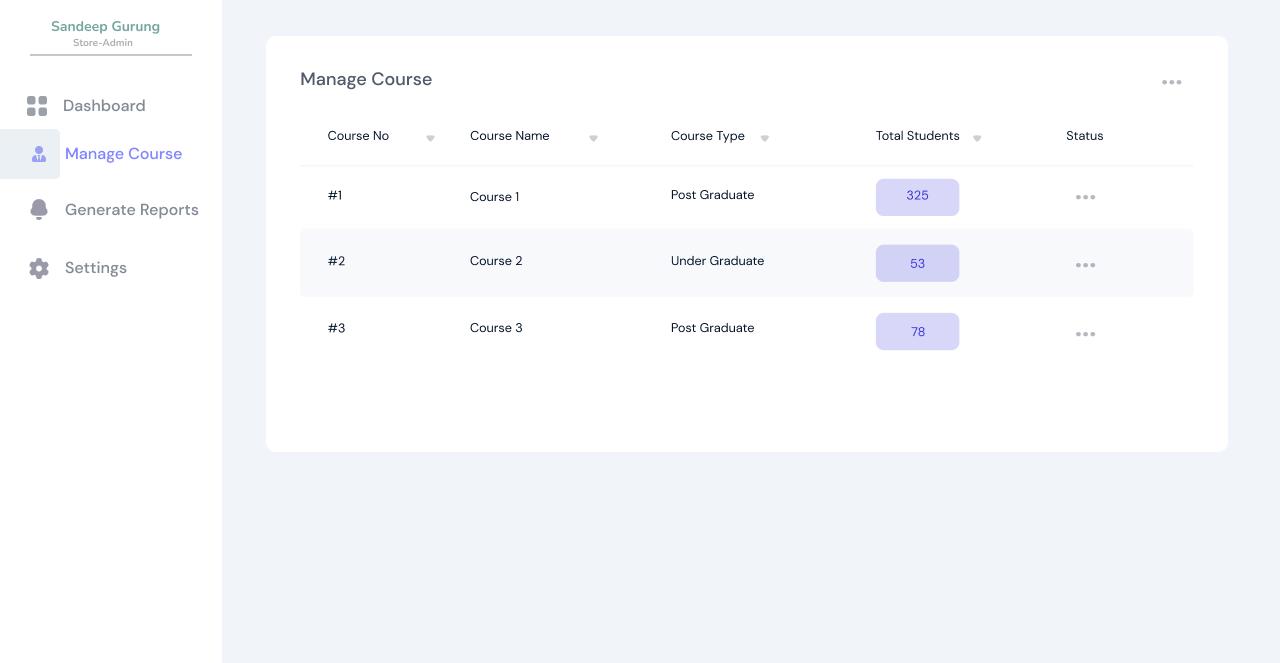 Sandeep Gurung
Store-Admin
Dashboard
Manage Course
Generate Reports
Settings
Manage Course
Course No Course Name Course Type Total Students Status
#1 Course 1 Post Graduate 325
#2 Course 2 Under Graduate 53
#3 Course 3 Post Graduate 78